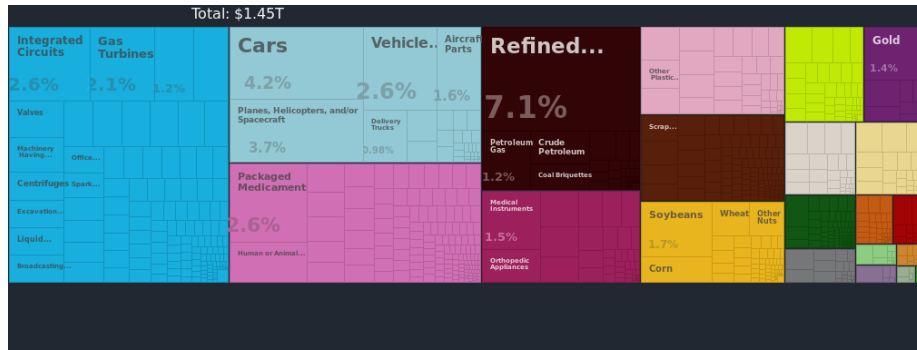 Total: $1.45T
Integrated
Circuits
2.6%
Gas
Turbines
2.1%
1.2%
Valves
Machinery
Having...
Office...
Centrifuges
Spark...
Excavation...
Liquid...
Broadcasting...
Cars
4.2%
Vehicle...
2.6%
Aircraf
Parts
1.6%
Planes, Helicopters, and/or
Spacecraft
3.7%
Delivery
Trucks
0.98%
Packaged
Medicament
2.6%
Human or Animal...
Refined...
7.1%
Petroleum
Gas
1.2%
Crude
Petroleum
Coal Briquettes
Medical
Instruments
1.5%
Orthopedic
Appliances
Other
Plastic...
Scrap...
Soybeans
1.7%
Wheat
Other
Nuts
Corn
Gold
1.4%